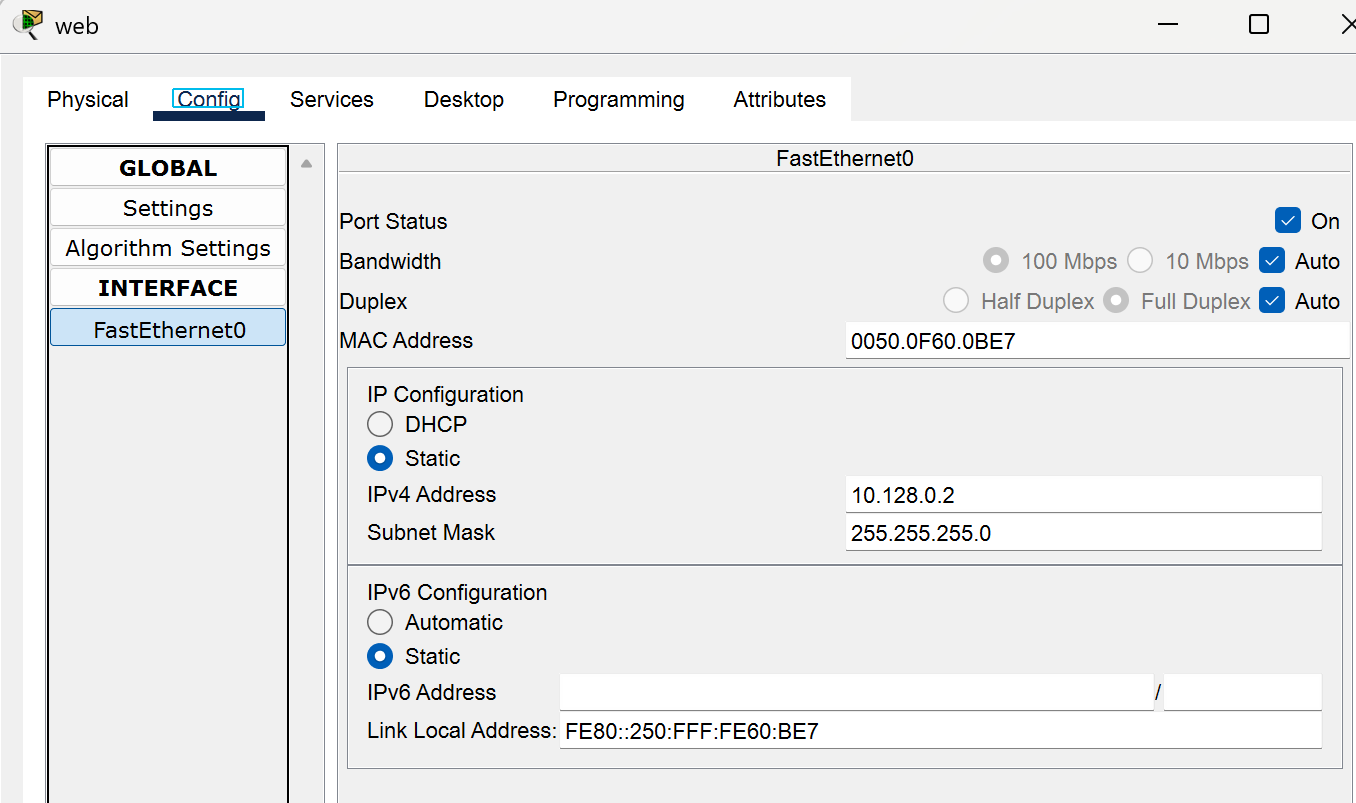 web
Physical Config Services Desktop Programming Attributes
GLOBAL
Settings
Algorithm Settings
INTERFACE
FastEthernet0
FastEthernet0
Port Status On
Bandwidth 100 Mbps 10 Mbps Auto
Duplex Half Duplex Full Duplex Auto
MAC Address 0050.0F60.0BE7
IP Configuration
DHCP
Static
IPv4 Address 10.128.0.2
Subnet Mask 255.255.255.0
IPv6 Configuration
Automatic
Static
IPv6 Address /
Link Local Address: FE80::250:FFF:FE60:BE7